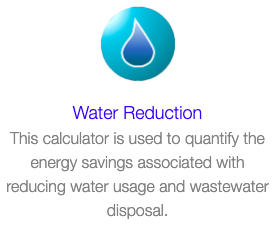 Water Reduction
This calculator is used to quantify the
energy savings associated with
reducing water usage and wastewater
disposal.